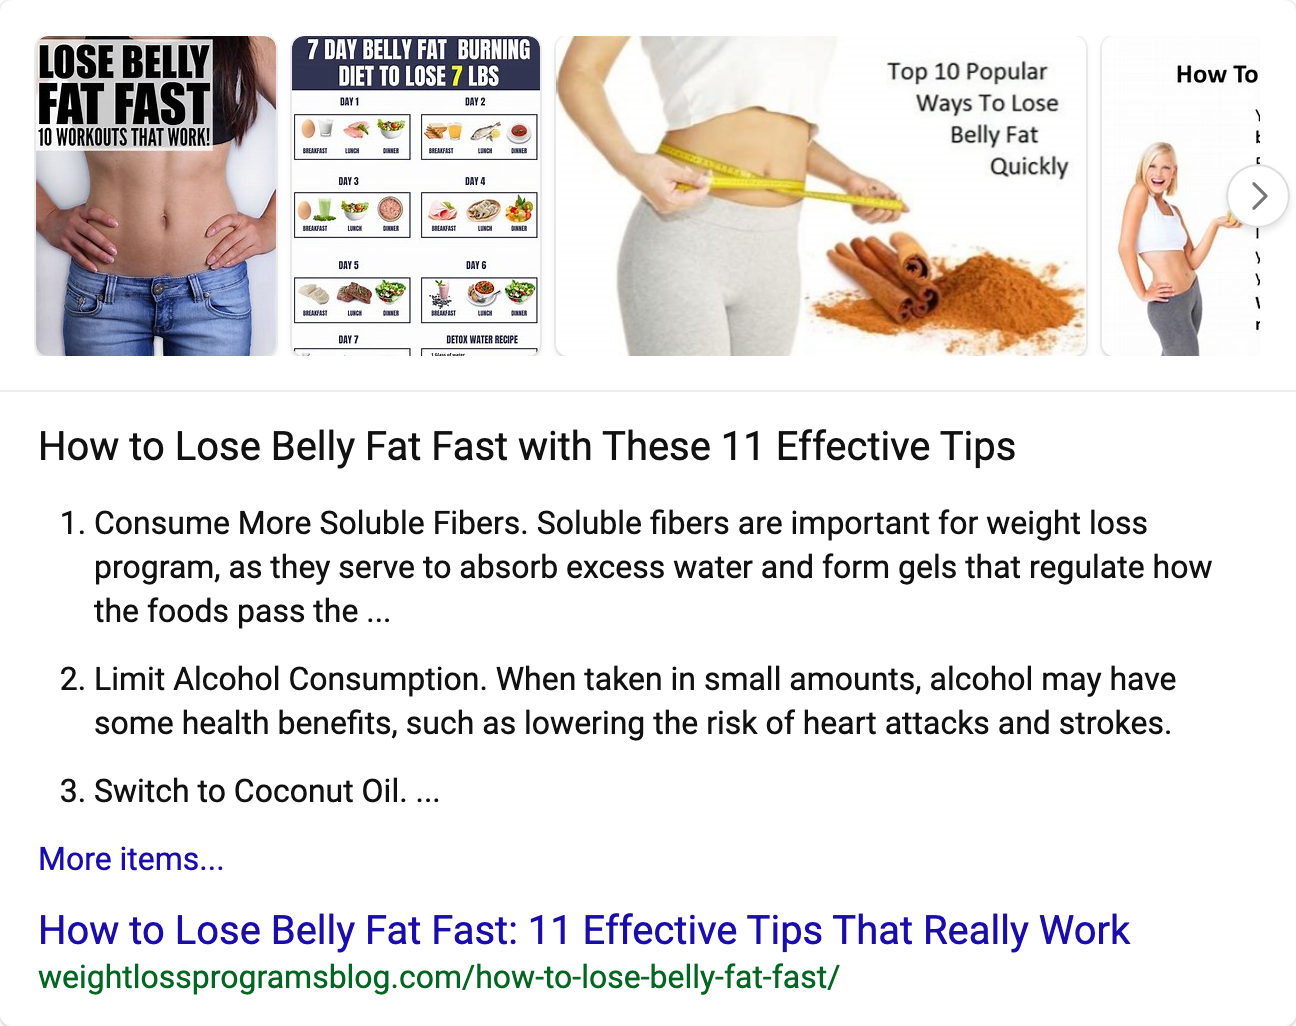 LOSE BELLY
FAT FAST
10 WORKOUTS THAT WORK!
7 DAY BELLY FAT BURNING
DIET TO LOSE 7 LBS
DAY 1
DAY 2
BREAKFAST LUNCH DINNER
BREAKFAST LUNCH DINNER
DAY 3
DAY 4
BREAKFAST LUNCH DINNER
BREAKFAST LUNCH DINNER
DAY 5
DAY 6
BREAKFAST LUNCH DINNER
BREAKFAST LUNCH DINNER
DAY 7
DETOX WATER RECIPE
Top 10 Popular
Ways To Lose
Belly Fat
Quickly
How To
How to Lose Belly Fat Fast with These 11 Effective Tips
1. Consume More Soluble Fibers. Soluble fibers are important for weight loss
program, as they serve to absorb excess water and form gels that regulate how
the foods pass the ...
2. Limit Alcohol Consumption. When taken in small amounts, alcohol may have
some health benefits, such as lowering the risk of heart attacks and strokes.
3. Switch to Coconut Oil. ...
More items...
How to Lose Belly Fat Fast: 11 Effective Tips That Really Work
weightlossprogramsblog.com/how-to-lose-belly-fat-fast/